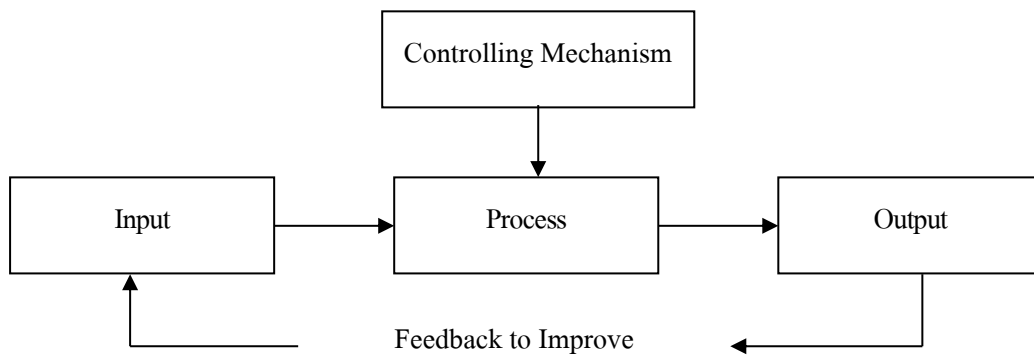 Controlling Mechanism
Input
Process
Output
Feedback to Improve